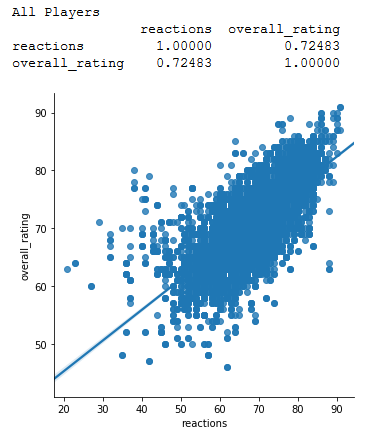 All Players
reactions overall_rating
reactions 1.00000 0.72483
overall_rating 0.72483 1.00000
90
80
70
60
50
overall_rating
20 30 40 50 60 70 80 90
reactions